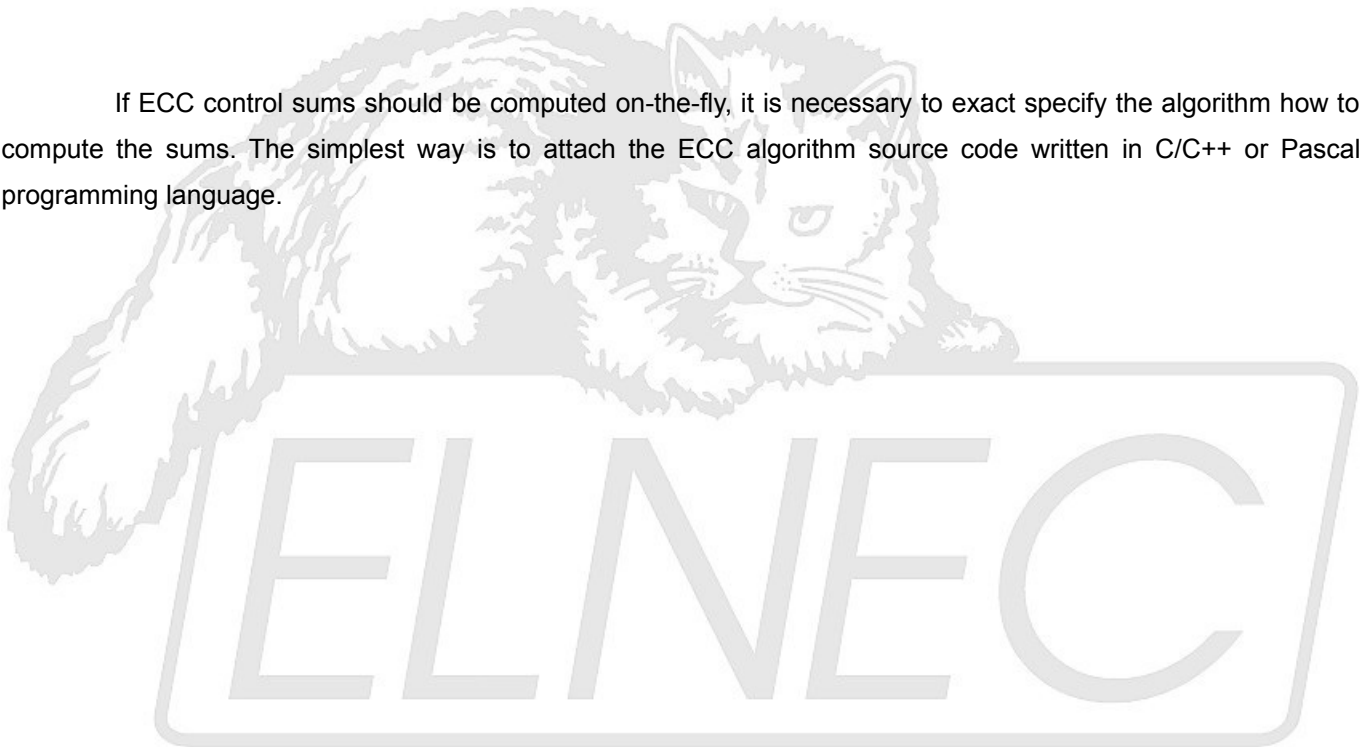 If ECC control sums should be computed on-the-fly, it is necessary to exact specify the algorithm how to
compute the sums. The simplest way is to attach the ECC algorithm source code written in C/C++ or Pascal
programming language.
ELNEC